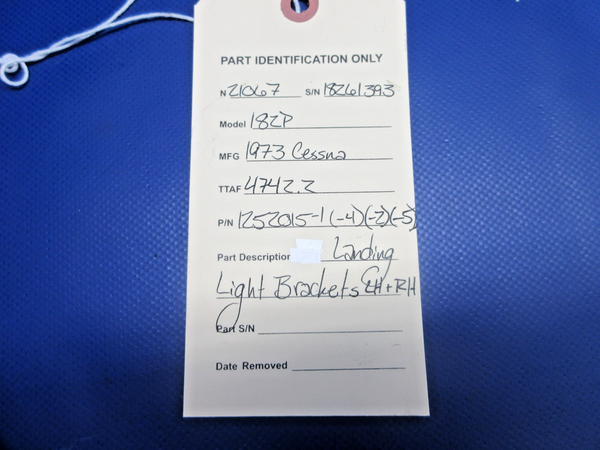 PART IDENTIFICATION ONLY
N 21067 S/N 18261393
Model 182P
MFG 1973 Cessna
TTAF 4742.2
P/N 1252015-1 (-4)(-2)(-5)
Part Description Landing
Light Brackets LH + RH
Part S/N
Date Removed